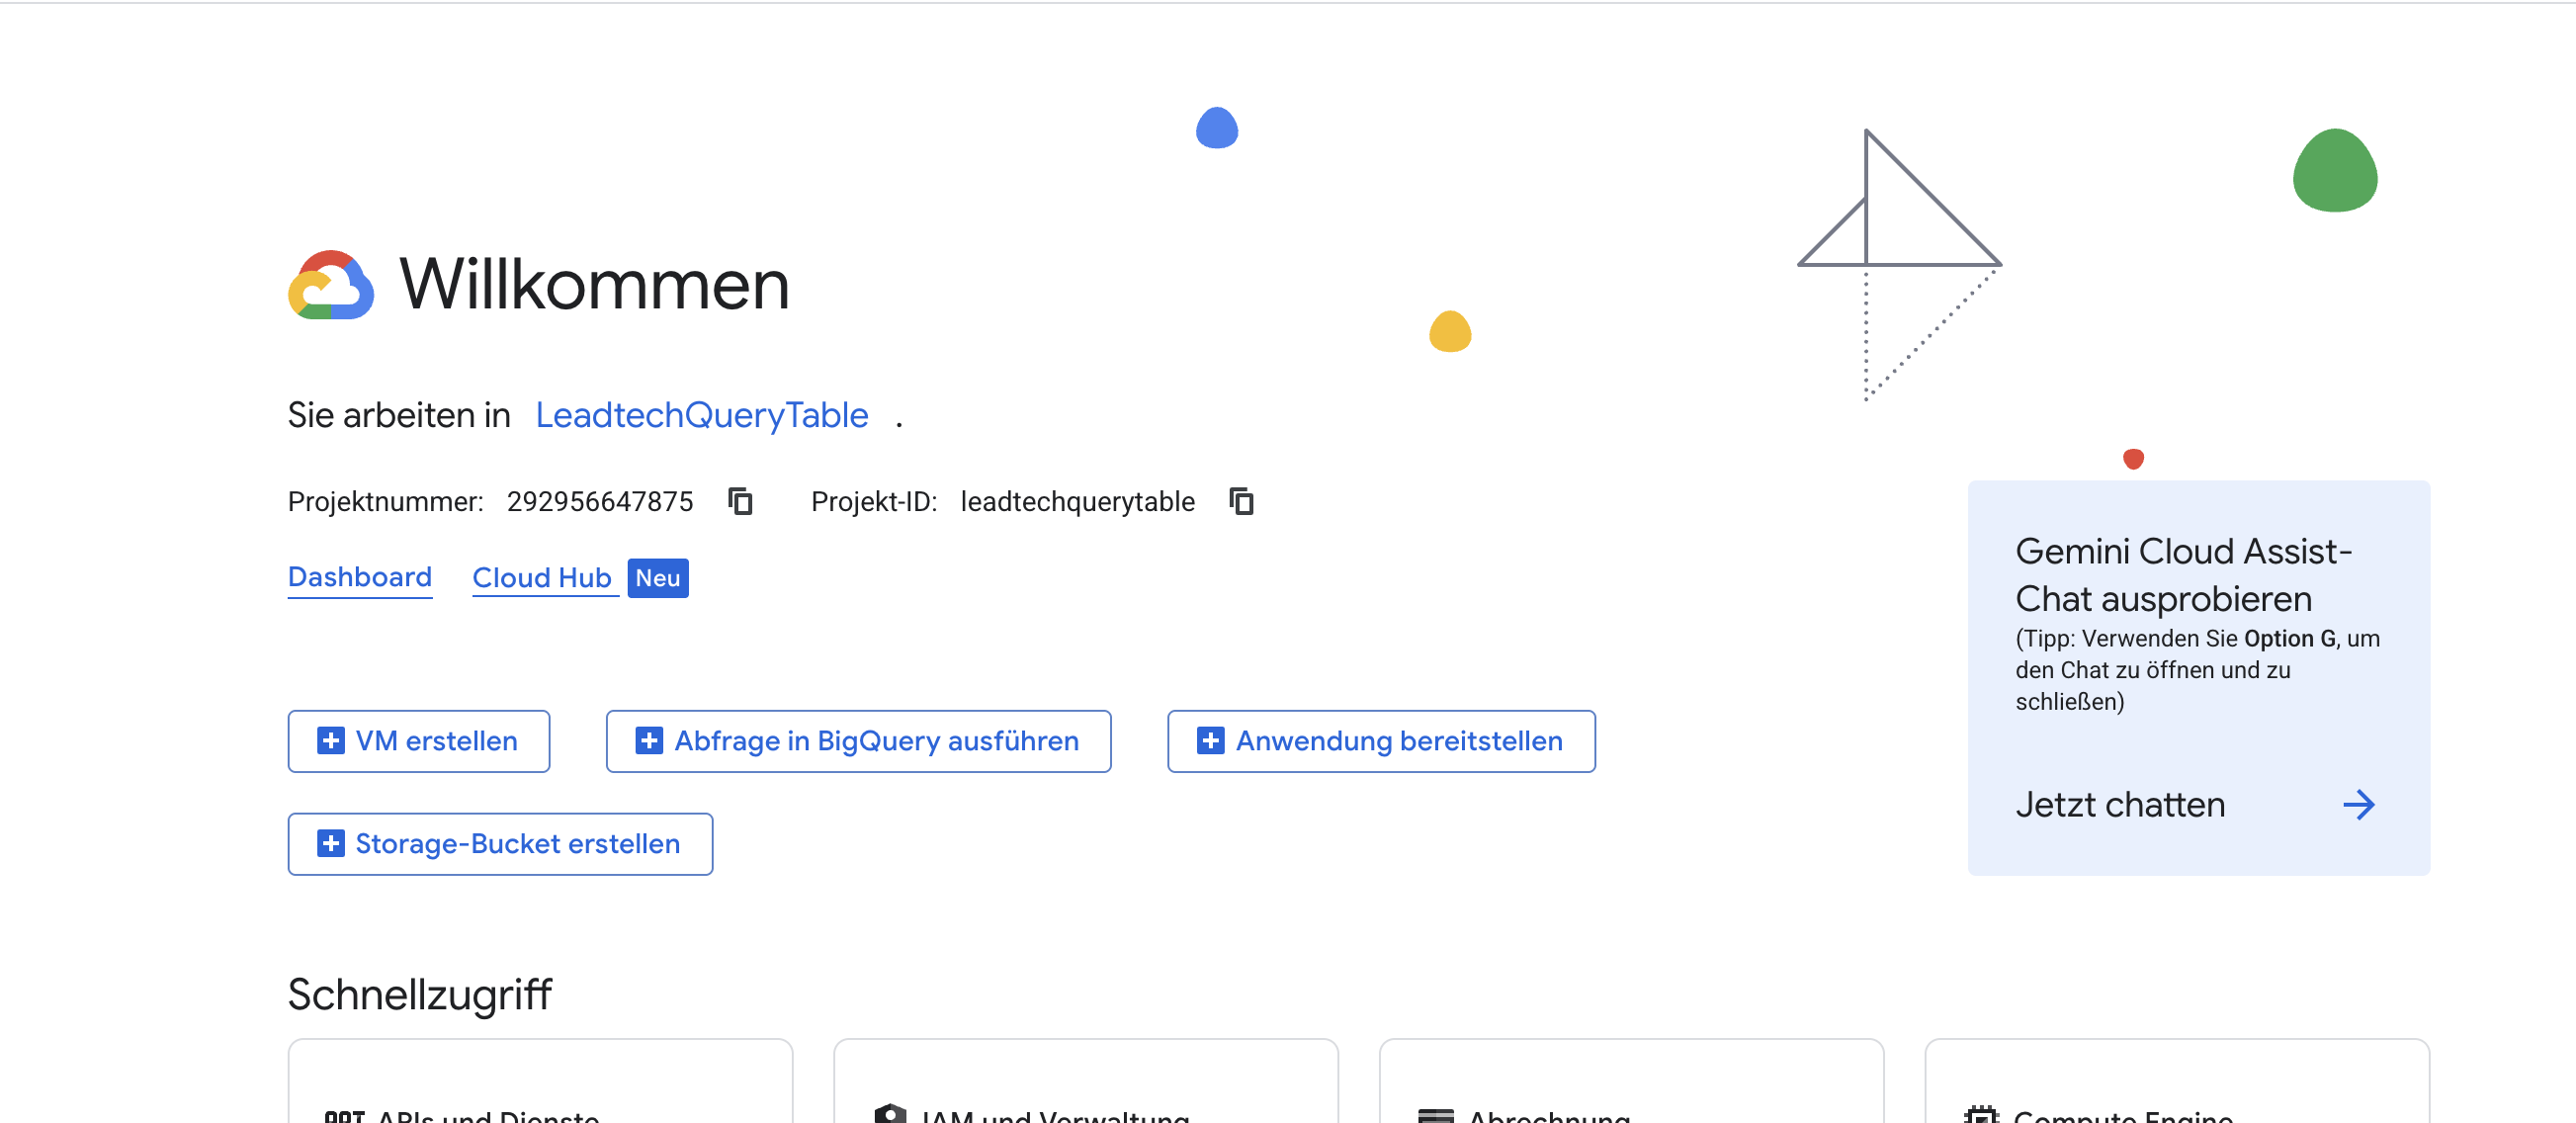 Willkommen
Sie arbeiten in LeadtechQueryTable .
Projektnummer: 292956647875 Projekt-ID: leadtechquerytable
Dashboard Cloud Hub Neu
Gemini Cloud Assist-
Chat ausprobieren
(Tipp: Verwenden Sie Option G, um
den Chat zu öffnen und zu
schließen)
Jetzt chatten
VM erstellen Abfrage in BigQuery ausführen Anwendung bereitstellen
Storage-Bucket erstellen
Schnellzugriff
APIs und Dienste IAM und Verwaltung Abrechnung Compute Engine